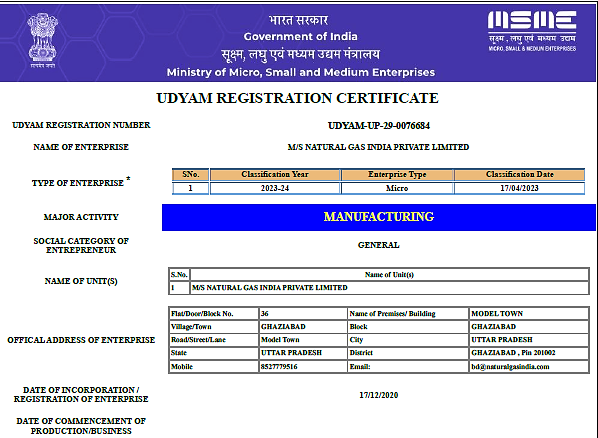 भारत सरकार
Government of India
सूक्ष्म, लघु एवं मध्यम उद्यम मंत्रालय
Ministry of Micro, Small and Medium Enterprises
सत्यमेव जयते
MSME
सूक्ष्म, लघु एवं मध्यम उद्यम
MICRO, SMALL & MEDIUM ENTERPRISES
UDYAM REGISTRATION CERTIFICATE
UDYAM REGISTRATION NUMBER UDYAM-UP-29-0076684
NAME OF ENTERPRISE M/S NATURAL GAS INDIA PRIVATE LIMITED
TYPE OF ENTERPRISE *
SNo. Classification Year Enterprise Type Classification Date
1 2023-24 Micro 17/04/2023
MAJOR ACTIVITY MANUFACTURING
SOCIAL CATEGORY OF
ENTREPRENEUR
GENERAL
NAME OF UNIT(S)
S.No. Name of Unit(s)
1 M/S NATURAL GAS INDIA PRIVATE LIMITED
OFFICAL ADDRESS OF ENTERPRISE
Flat/Door/Block No. 36 Name of Premises/ Building MODEL TOWN
Village/Town GHAZIABAD Block GHAZIABAD
Road/Street/Lane Model Town City UTTAR PRADESH
State UTTAR PRADESH District GHAZIABAD , Pin 201002
Mobile 8527779516 Email: bd@naturalgasindia.com
DATE OF INCORPORATION /
REGISTRATION OF ENTERPRISE
17/12/2020
DATE OF COMMENCEMENT OF
PRODUCTION/BUSINESS